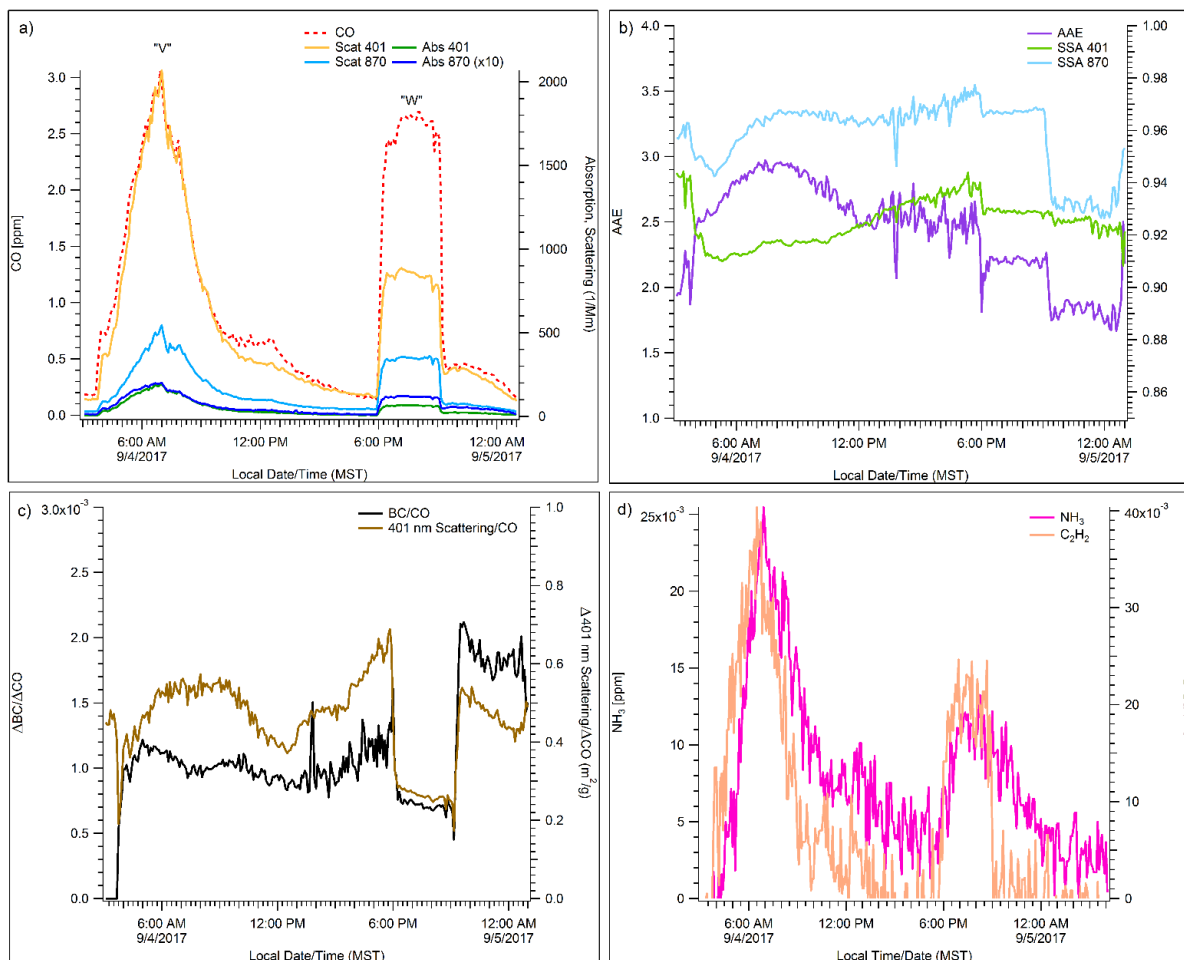 a)
"V"
"W"
CO
Scat 401
Abs 401
Scat 870
Abs 870 (x10)
CO [ppm]
3.0
2.5
2.0
1.5
1.0
0.5
0.0
2000
1500
1000
500
0
Absorption, Scattering (1/Mm)
6:00 AM
9/4/2017
12:00 PM
6:00 PM
12:00 AM
9/5/2017
Local Date/Time (MST)
b)
AAE
SSA 401
SSA 870
AAE
4.0
3.5
3.0
2.5
2.0
1.5
1.0
1.00
0.98
0.96
0.94
0.92
0.90
0.88
0.86
6:00 AM
9/4/2017
12:00 PM
6:00 PM
12:00 AM
9/5/2017
Local Date/Time (MST)
c)
BC/CO
401 nm Scattering/CO
ΔBC/ΔCO
3.0x10⁻³
2.0
1.5
1.0
0.5
0.0
1.0
0.8
0.6
0.4
0.2
0.0
Δ401 nm Scattering/ΔCO (m²/g)
6:00 AM
9/4/2017
12:00 PM
6:00 PM
12:00 AM
9/5/2017
Local Date/Time (MST)
d)
NH₃
C₂H₂
NH₃ [ppm]
25x10⁻³
20
15
10
5
0
40x10⁻³
30
20
10
0
6:00 AM
9/4/2017
12:00 PM
6:00 PM
12:00 AM
9/5/2017
Local Time/Date (MST)